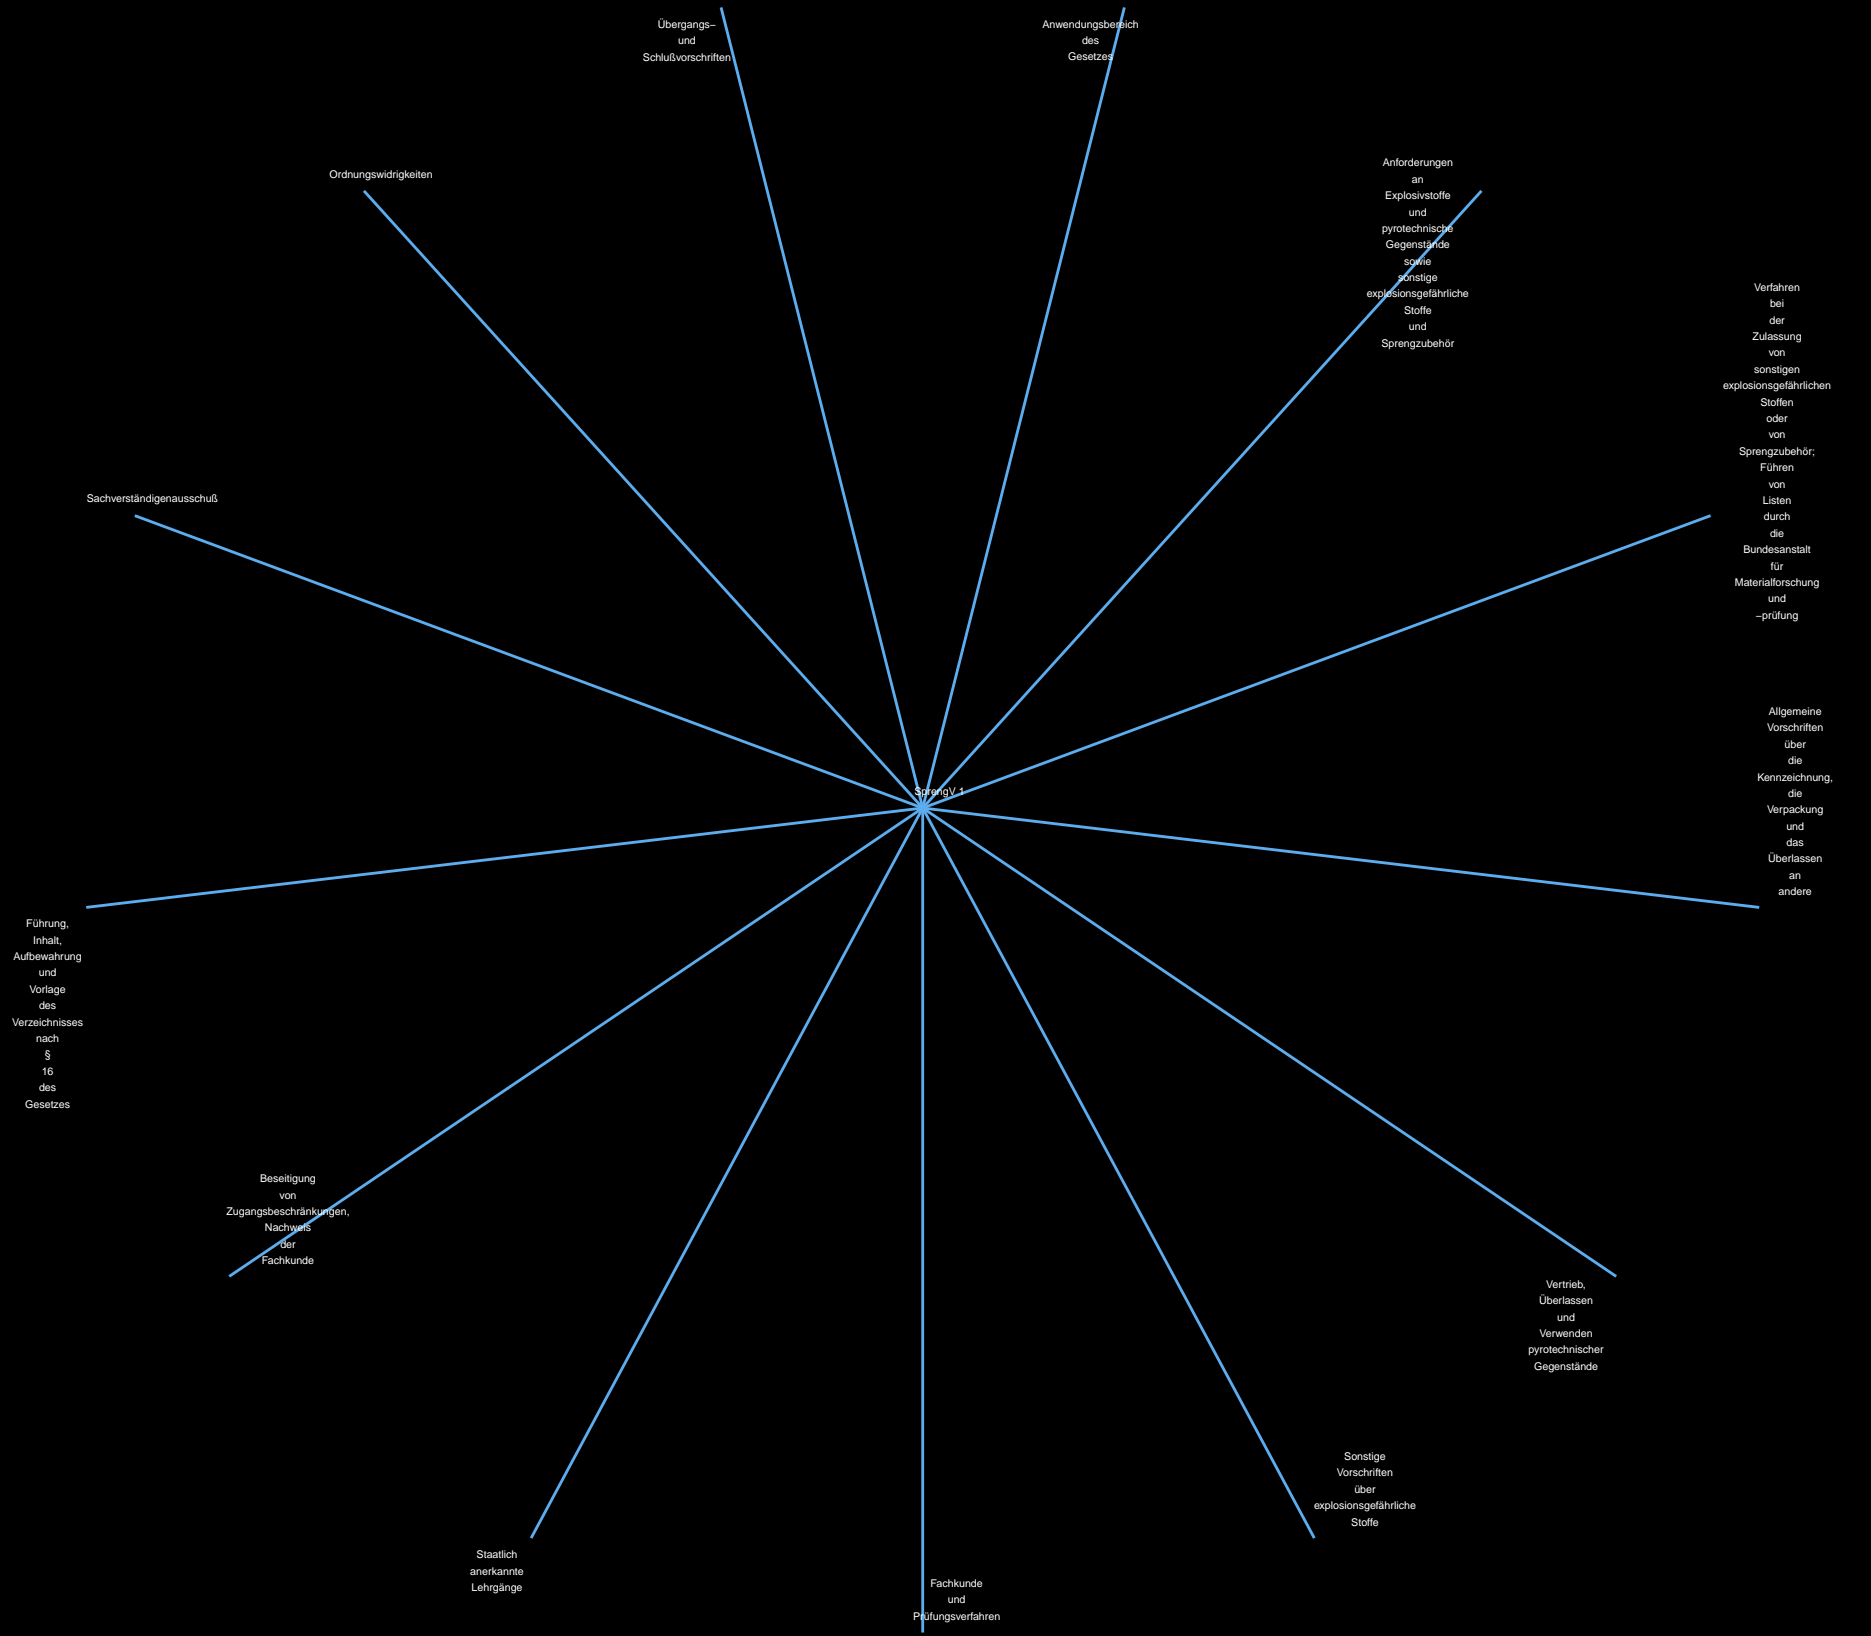 Übergangs–
und
Schlußvorschriften
Anwendungsbereich
des
Gesetzes
Anforderungen
an
Explosivstoffe
und
pyrotechnische
Gegenstände
sowie
sonstige
explosionsgefährliche
Stoffe
und
Sprengzubehör
Ordnungswidrigkeiten
Verfahren
bei
der
Zulassung
von
sonstigen
explosionsgefährlichen
Stoffen
oder
von
Sprengzubehör;
Führen
von
Listen
durch
die
Bundesanstalt
für
Materialforschung
und
–prüfung
Sachverständigenausschuß
Allgemeine
Vorschriften
über
die
Kennzeichnung,
die
Verpackung
und
das
Überlassen
an
andere
SprengV 1
Führung,
Inhalt,
Aufbewahrung
und
Vorlage
des
Verzeichnisses
nach
§
16
des
Gesetzes
Beseitigung
von
Zugangsbeschränkungen,
Nachweis
der
Fachkunde
Vertrieb,
Überlassen
und
Verwenden
pyrotechnischer
Gegenstände
Sonstige
Vorschriften
über
explosionsgefährliche
Stoffe
Staatlich
anerkannte
Lehrgänge
Fachkunde
und
Prüfungsverfahren